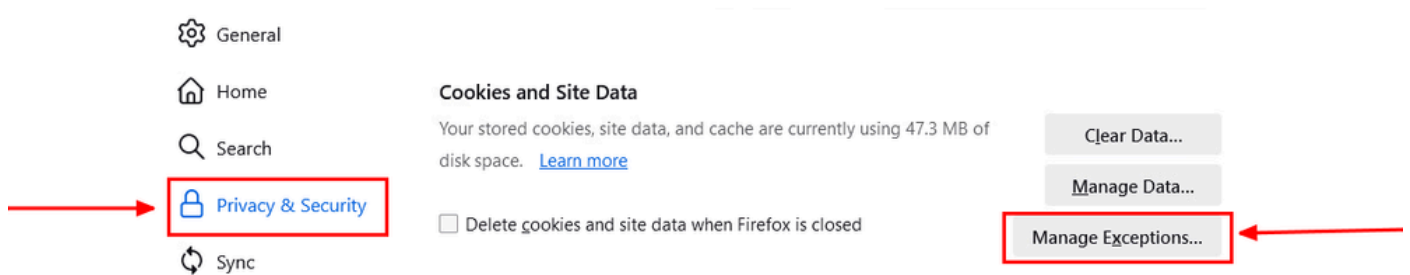 General
Home
Search
Privacy & Security
Sync
Cookies and Site Data
Your stored cookies, site data, and cache are currently using 47.3 MB of
disk space. Learn more
Delete cookies and site data when Firefox is closed
Clear Data...
Manage Data...
Manage Exceptions...